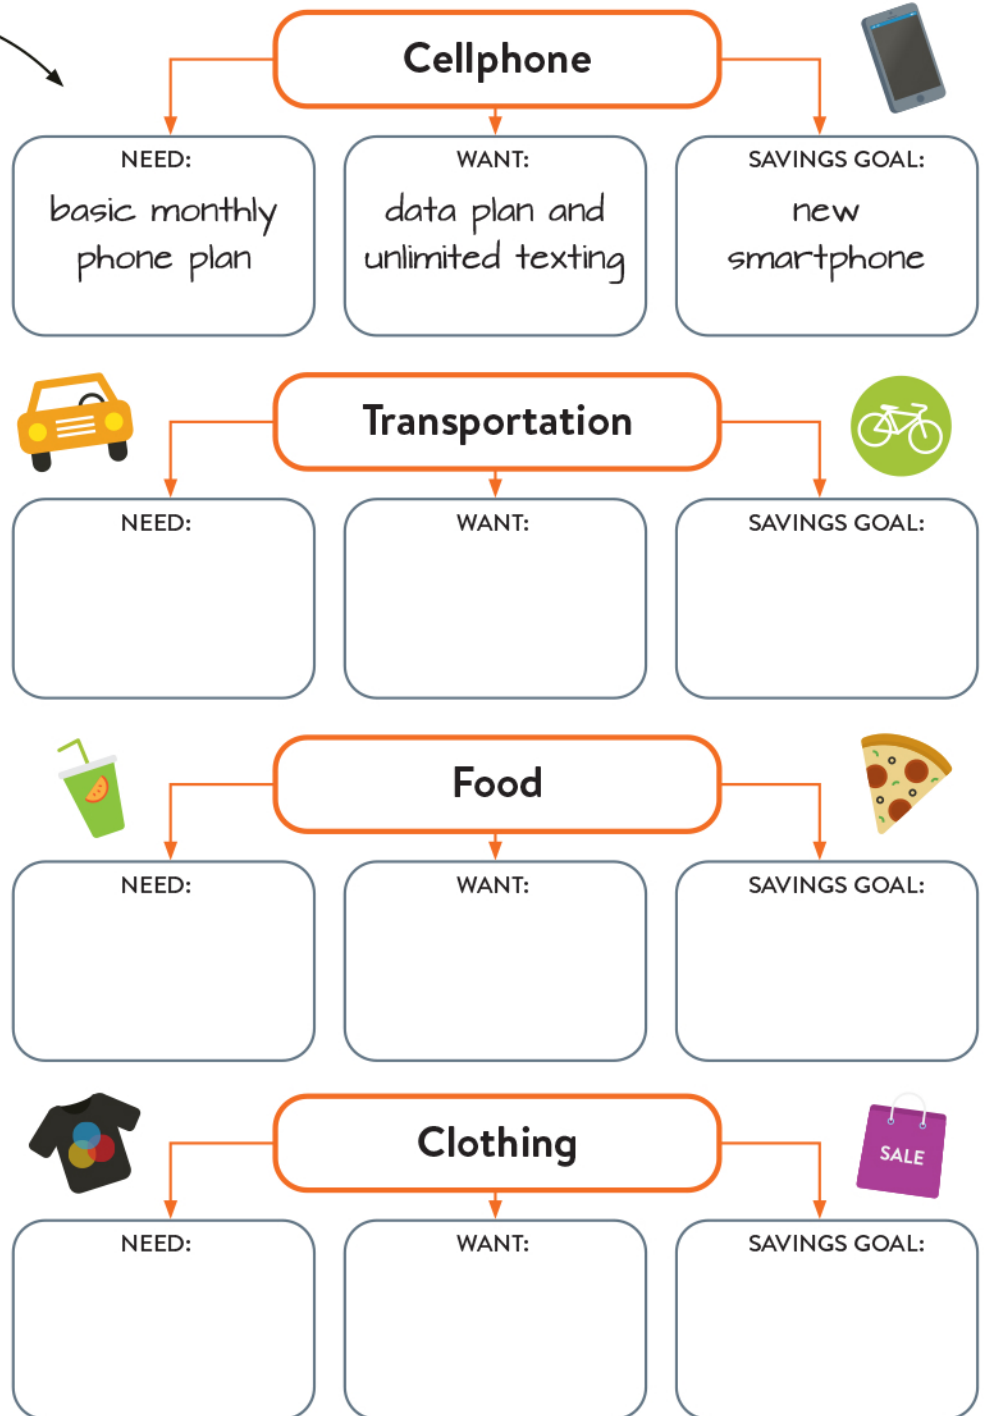 Cellphone
NEED:
basic monthly
phone plan
WANT:
data plan and
unlimited texting
SAVINGS GOAL:
new
smartphone
Transportation
NEED:
WANT:
SAVINGS GOAL:
Food
NEED:
WANT:
SAVINGS GOAL:
Clothing
SALE
NEED:
WANT:
SAVINGS GOAL: